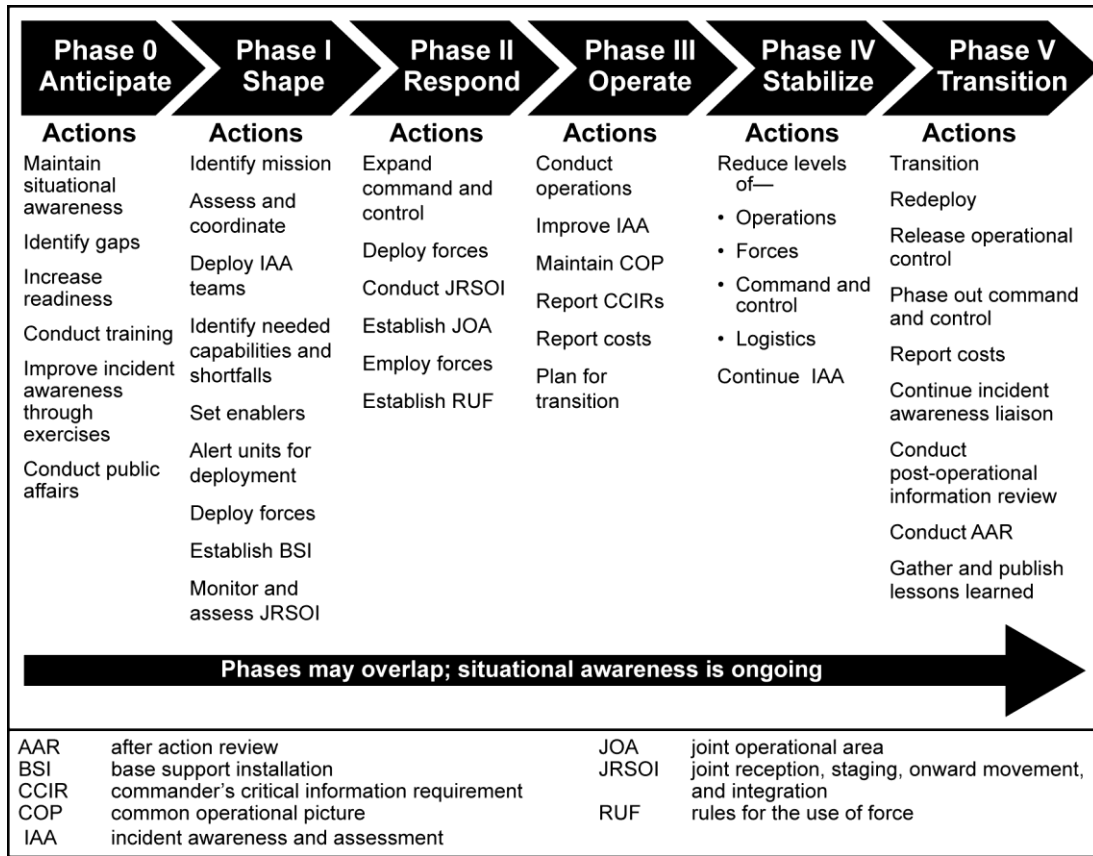 Phase 0
Anticipate
Phase I
Shape
Phase II
Respond
Phase III
Operate
Phase IV
Stabilize
Phase V
Transition
Actions
Maintain
situational
awareness
Identify gaps
Increase
readiness
Conduct training
Improve incident
awareness
through
exercises
Conduct public
affairs
Actions
Identify mission
Assess and
coordinate
Deploy IAA
teams
Identify needed
capabilities and
shortfalls
Set enablers
Alert units for
deployment
Deploy forces
Establish BSI
Monitor and
assess JRSOI
Actions
Expand
command and
control
Deploy forces
Conduct JRSOI
Establish JOA
Employ forces
Establish RUF
Actions
Conduct
operations
Improve IAA
Maintain COP
Report CCIRs
Report costs
Plan for
transition
Actions
Reduce levels
of—
• Operations
• Forces
• Command and
control
• Logistics
Continue IAA
Actions
Transition
Redeploy
Release operational
control
Phase out command
and control
Report costs
Continue incident
awareness liaison
Conduct
post-operational
information review
Conduct AAR
Gather and publish
lessons learned
Phases may overlap; situational awareness is ongoing
AAR after action review
BSI base support installation
CCIR commander's critical information requirement
COP common operational picture
IAA incident awareness and assessment
JOA joint operational area
JRSOI joint reception, staging, onward movement,
and integration
RUF rules for the use of force